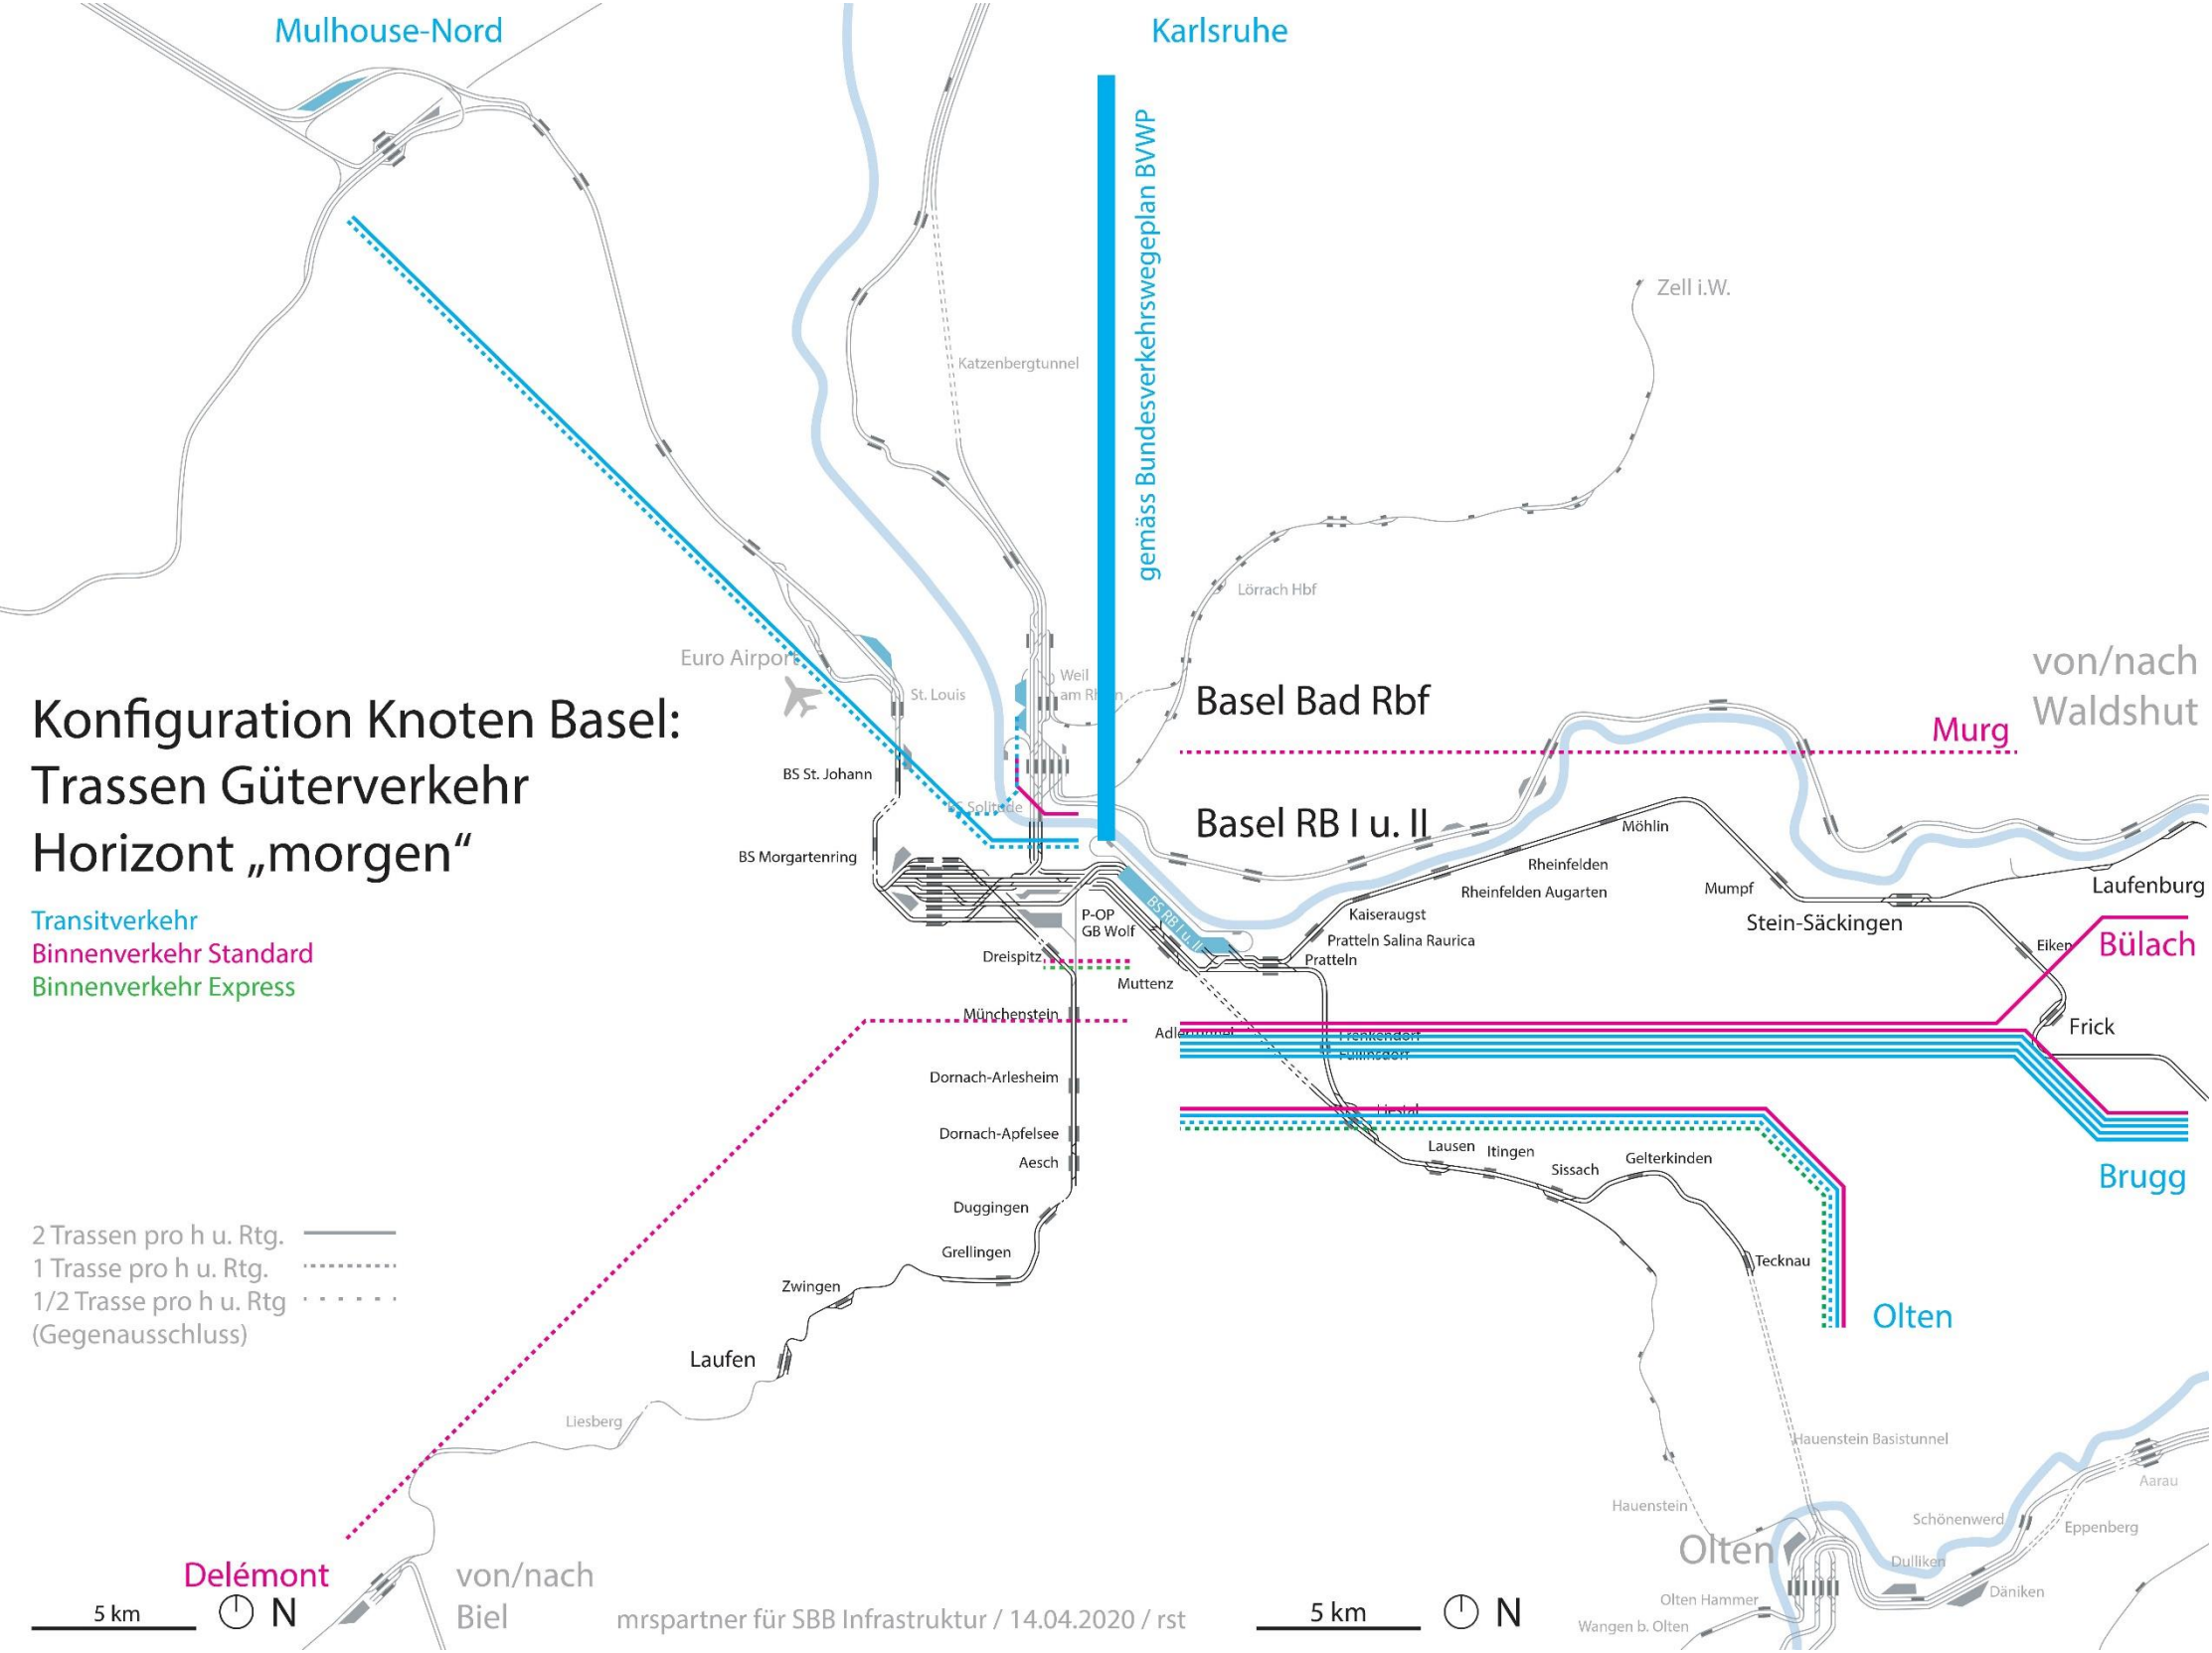 Mulhouse-Nord
Karlsruhe
gemäss Bundesverkehrswegeplan BVWP
Zell i.W.
Katzenbergtunnel
Lörrach Hbf
Euro Airport
St. Louis
Weil
am Rhein
Basel Bad Rbf
von/nach
Waldshut
Murg
Konfiguration Knoten Basel:
Trassen Güterverkehr
Horizont „morgen“
BS St. Johann
BS Solitude
Basel RB I u. II
Möhlin
BS Morgartenring
Rheinfelden
Rheinfelden Augarten
Mumpf
Laufenburg
Stein-Säckingen
Transitverkehr
Binnenverkehr Standard
Binnenverkehr Express
P-OP
GB Wolf
BS RB I u. II
Kaiseraugst
Pratteln Salina Raurica
Pratteln
Eiken
Bülach
Dreispitz
Muttenz
Münchenstein
Adlertunnel
Frenkendorf
Füllinsdorf
Frick
Dornach-Arlesheim
Liestal
Dornach-Apfelsee
Aesch
Lausen
Itingen
Sissach
Gelterkinden
Brugg
Duggingen
Grellingen
Zwingen
Tecknau
2 Trassen pro h u. Rtg.
1 Trasse pro h u. Rtg.
1/2 Trasse pro h u. Rtg
(Gegenausschluss)
Olten
Laufen
Liesberg
Hauenstein Basistunnel
Aarau
Hauenstein
Schönenwerd
Eppenberg
Olten
Dulliken
Däniken
Olten Hammer
Wangen b. Olten
Delémont
von/nach
Biel
5 km
N
mrspartner für SBB Infrastruktur / 14.04.2020 / rst
5 km
N